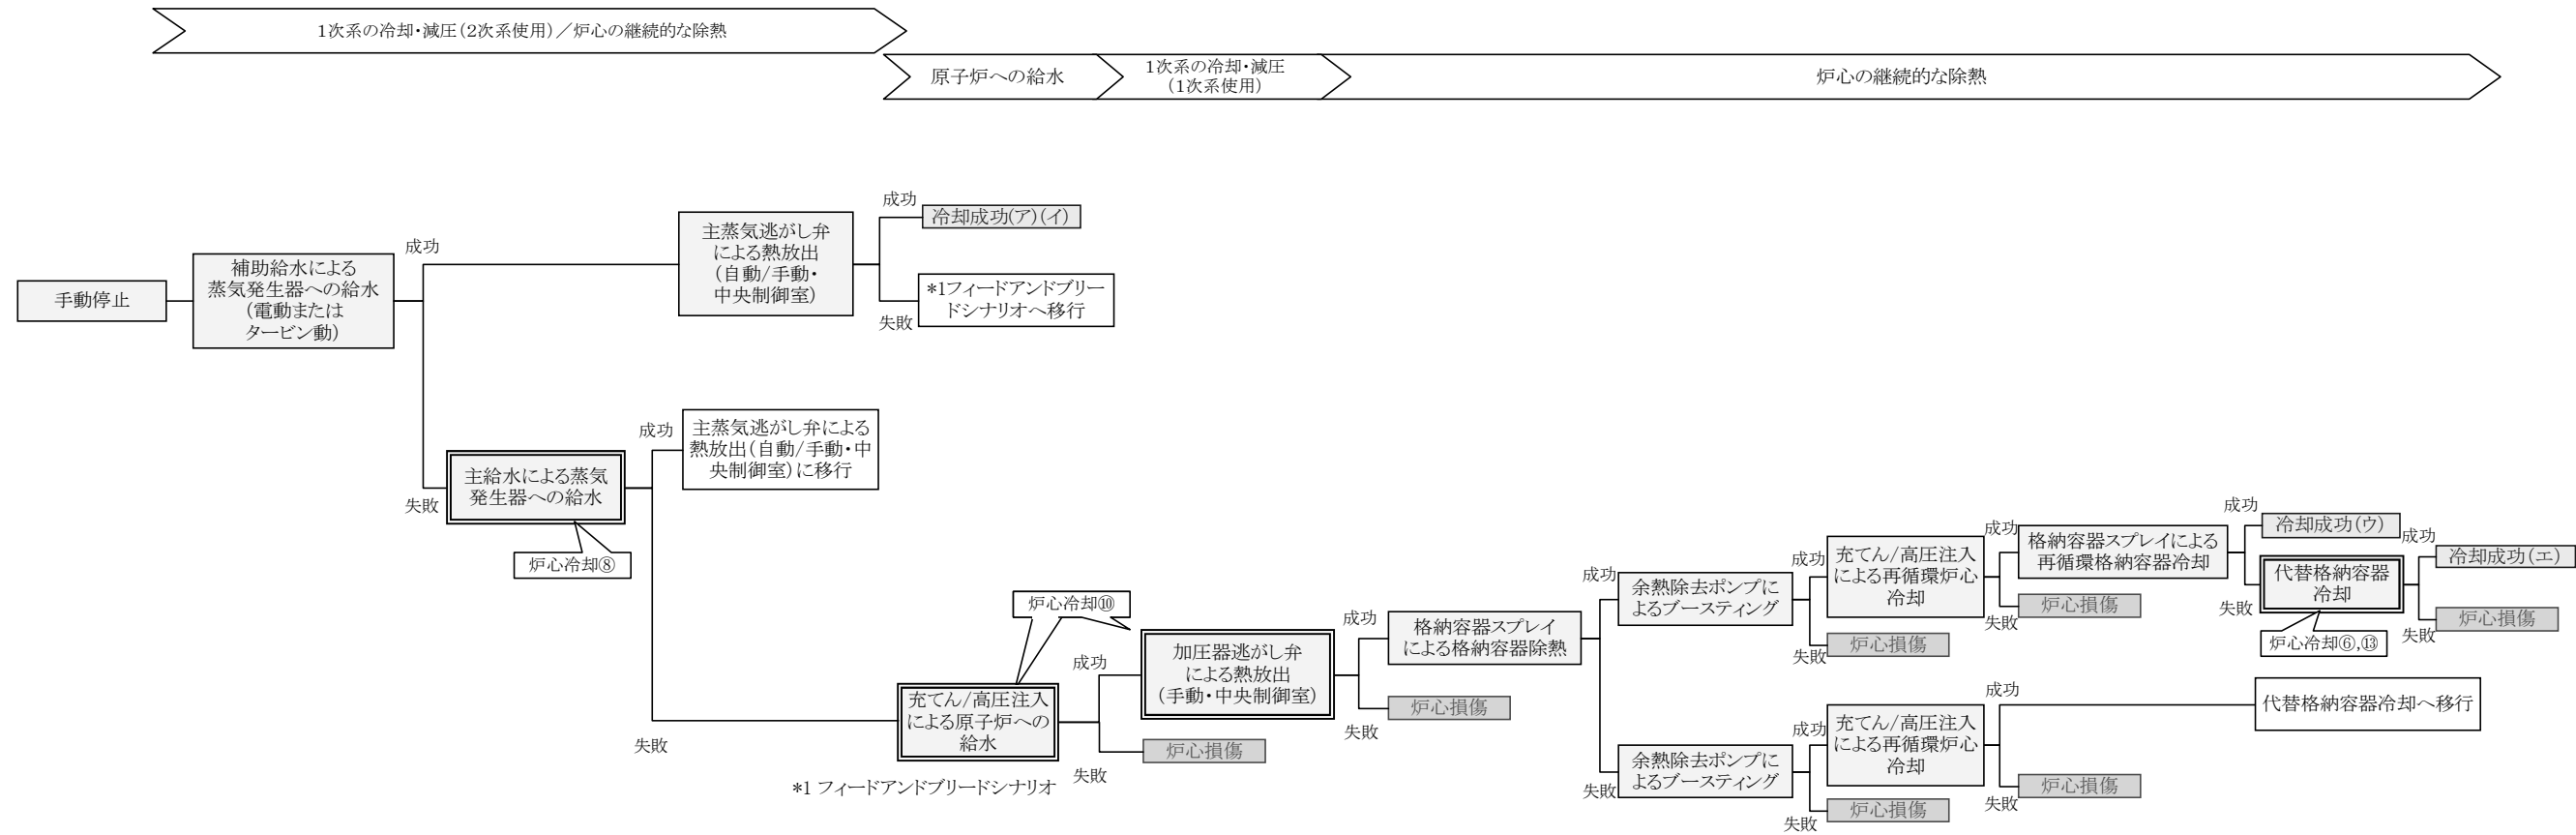 1次系の冷却・減圧（2次系使用）／炉心の継続的な除熱
原子炉への給水
1次系の冷却・減圧
（1次系使用）
炉心の継続的な除熱
手動停止
補助給水による
蒸気発生器への給水
（電動または
タービン動）
成功
失敗
主蒸気逃がし弁
による熱放出
（自動/手動・
中央制御室）
成功
冷却成功(ア)(イ)
失敗
*1フィードアンドブリー
ドシナリオへ移行
主給水による蒸気
発生器への給水
炉心冷却⑧
成功
主蒸気逃がし弁による
熱放出（自動/手動・中
央制御室）に移行
失敗
炉心冷却⑩
充てん/高圧注入
による原子炉への
給水
*1 フィードアンドブリードシナリオ
成功
失敗
炉心損傷
加圧器逃がし弁
による熱放出
（手動・中央制御室）
成功
失敗
炉心損傷
格納容器スプレイ
による格納容器除熱
成功
失敗
余熱除去ポンプに
よるブースティング
成功
失敗
炉心損傷
充てん/高圧注入
による再循環炉心
冷却
成功
失敗
炉心損傷
格納容器スプレイによる
再循環格納容器冷却
成功
冷却成功(ウ)
失敗
代替格納容器
冷却
炉心冷却⑥,⑬
成功
冷却成功(エ)
失敗
炉心損傷
余熱除去ポンプに
よるブースティング
成功
失敗
炉心損傷
充てん/高圧注入
による再循環炉心
冷却
成功
代替格納容器冷却へ移行
失敗
炉心損傷